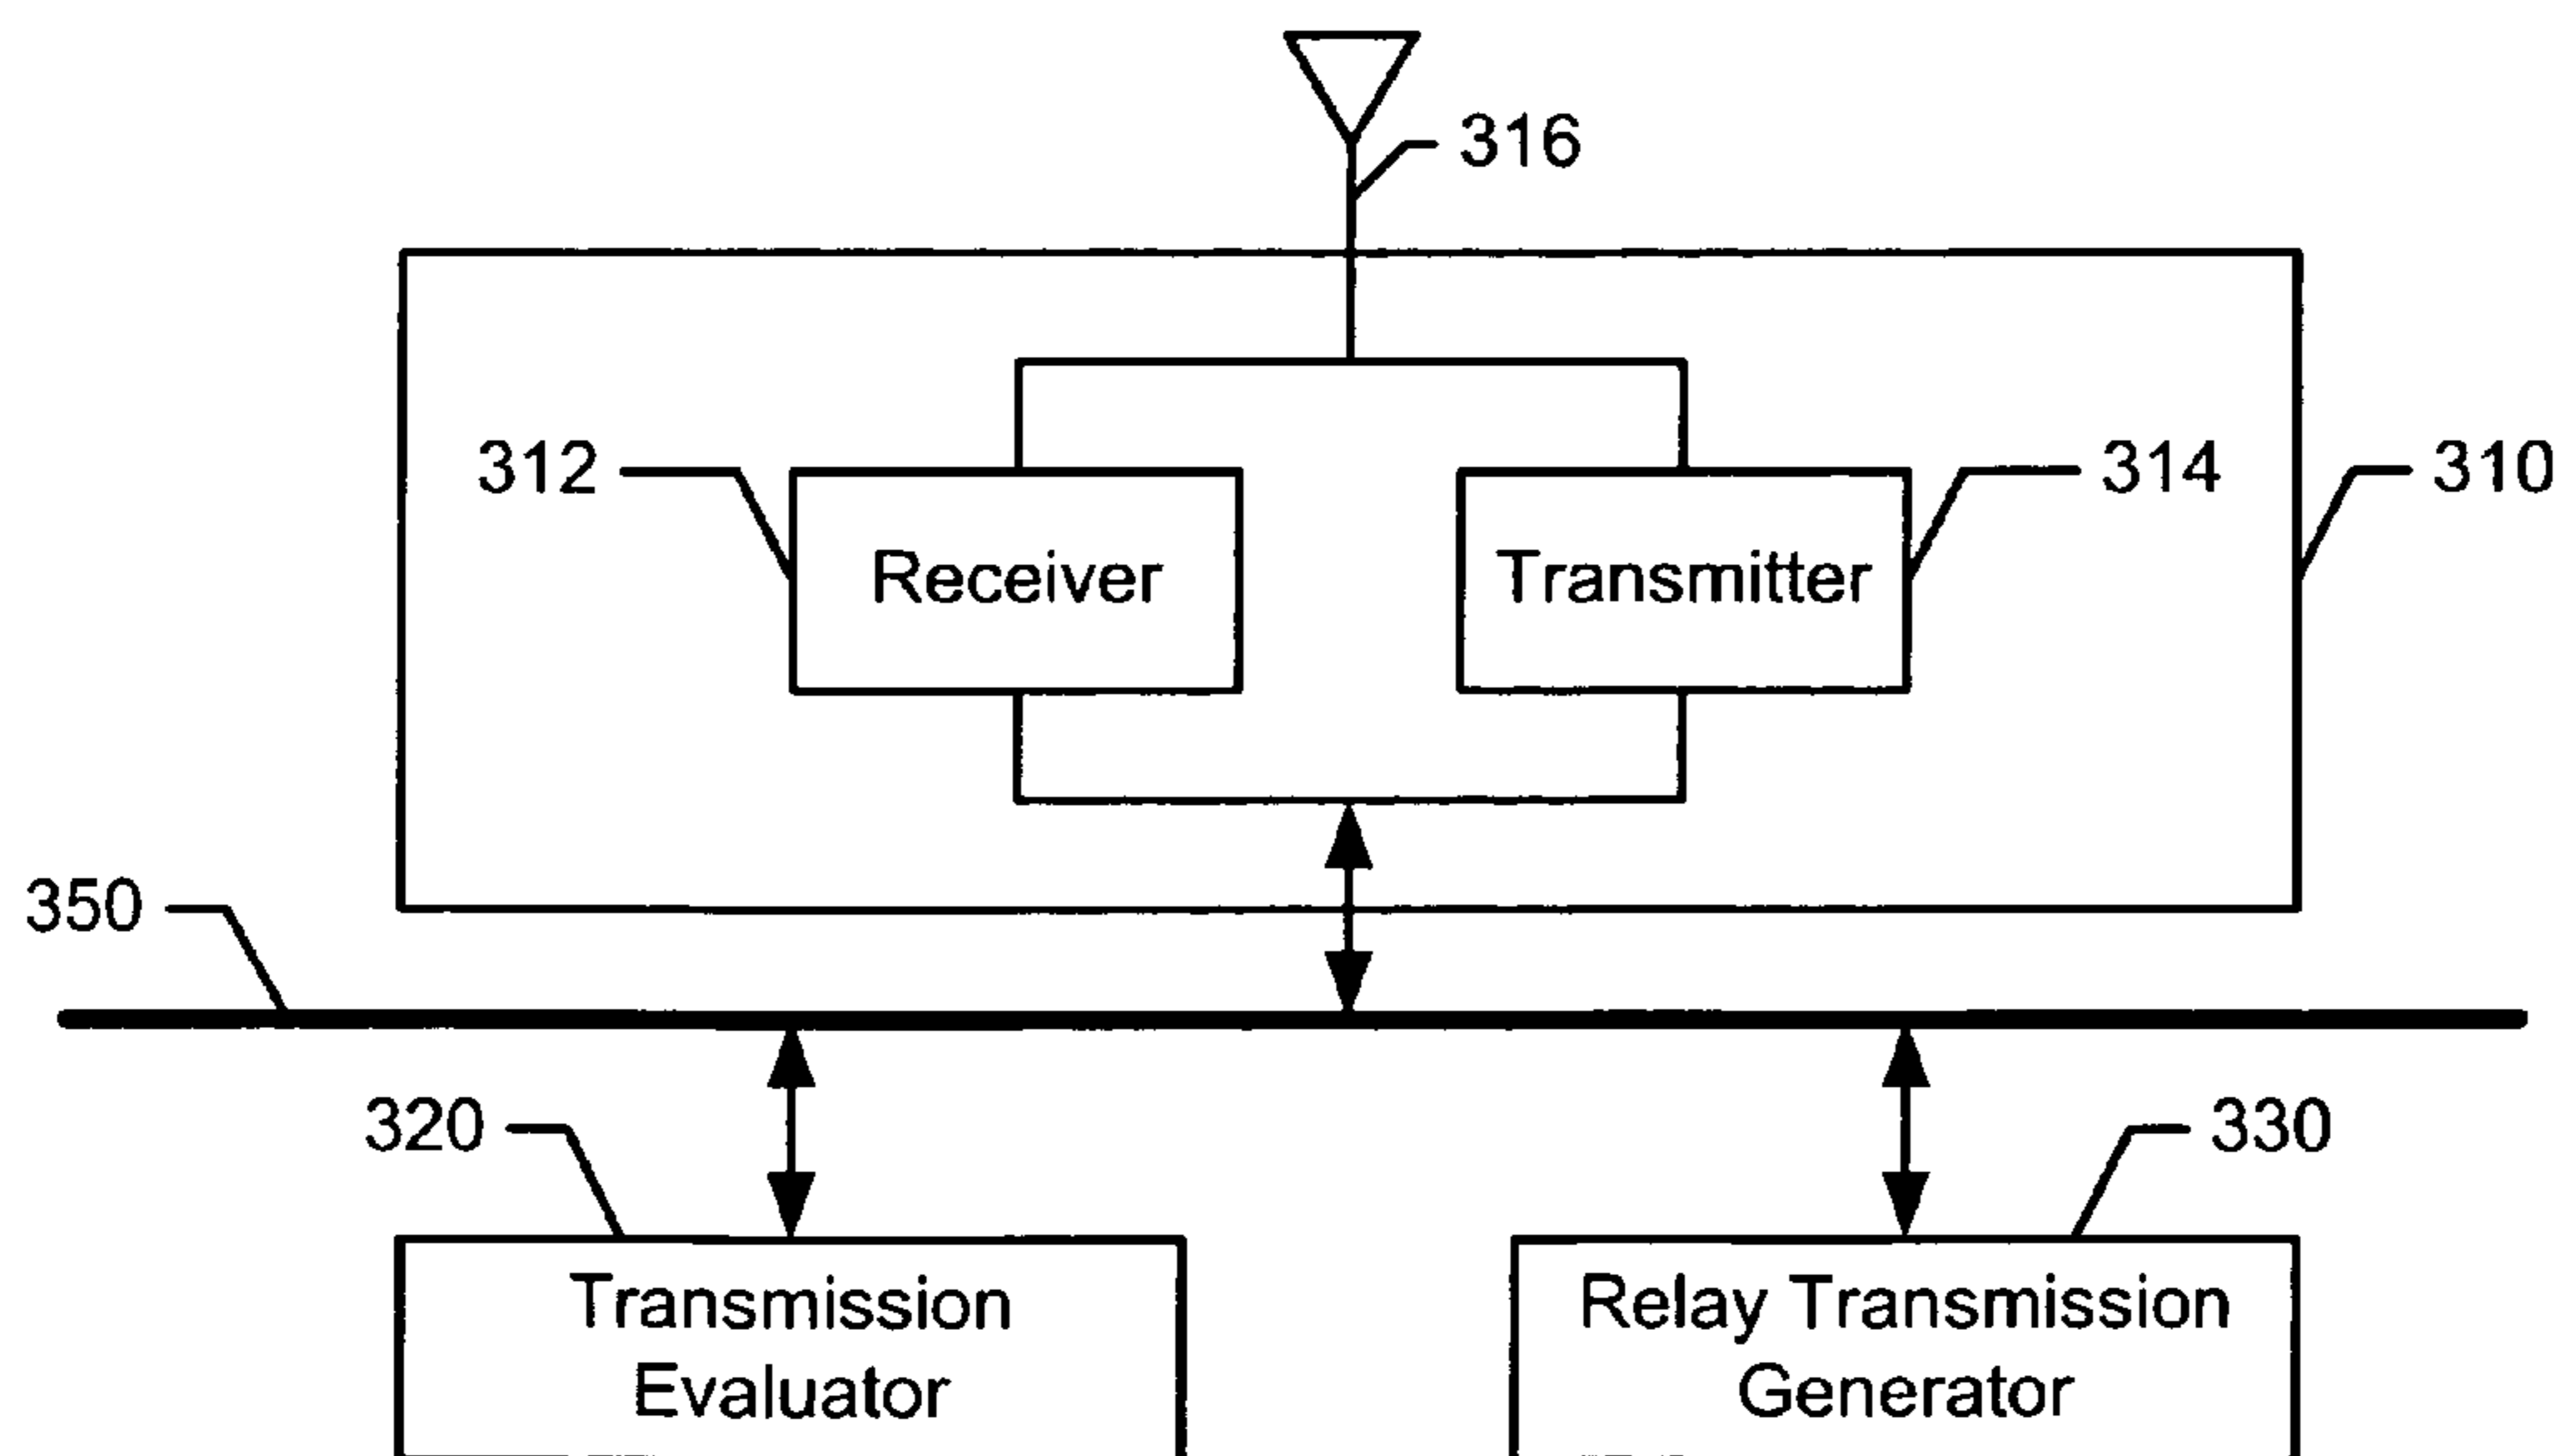 316
312
314
310
Receiver
Transmitter
350
320
330
Transmission
Evaluator
Relay Transmission
Generator